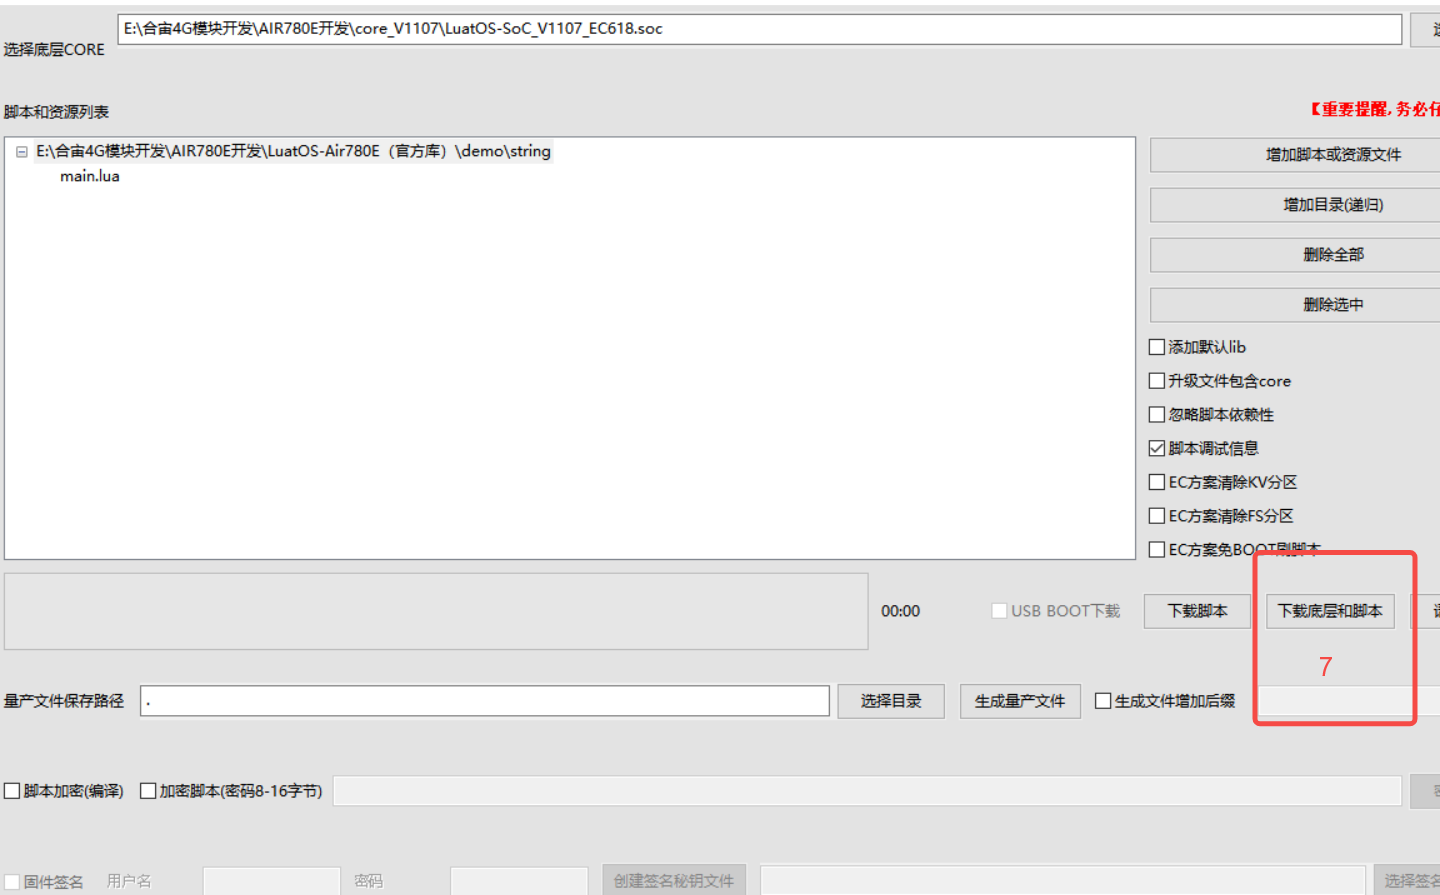 选择底层CORE
E:\合宙4G模块开发\AIR780E开发\core_V1107\LuatOS-SoC_V1107_EC618.soc
脚本和资源列表
【重要提醒,务必
E:\合宙4G模块开发\AIR780E开发\LuatOS-Air780E（官方库）\demo\string
main.lua
增加脚本或资源文件
增加目录(递归)
删除全部
删除选中
添加默认lib
升级文件包含core
忽略脚本依赖性
脚本调试信息
EC方案清除KV分区
EC方案清除FS分区
EC方案免BOOT刷脚本
00:00
USB BOOT下载
下载脚本
下载底层和脚本
7
量产文件保存路径
.
选择目录
生成量产文件
生成文件增加后缀
脚本加密(编译)
加密脚本(密码8-16字节)
固件签名
用户名
密码
创建签名秘钥文件
选择签名